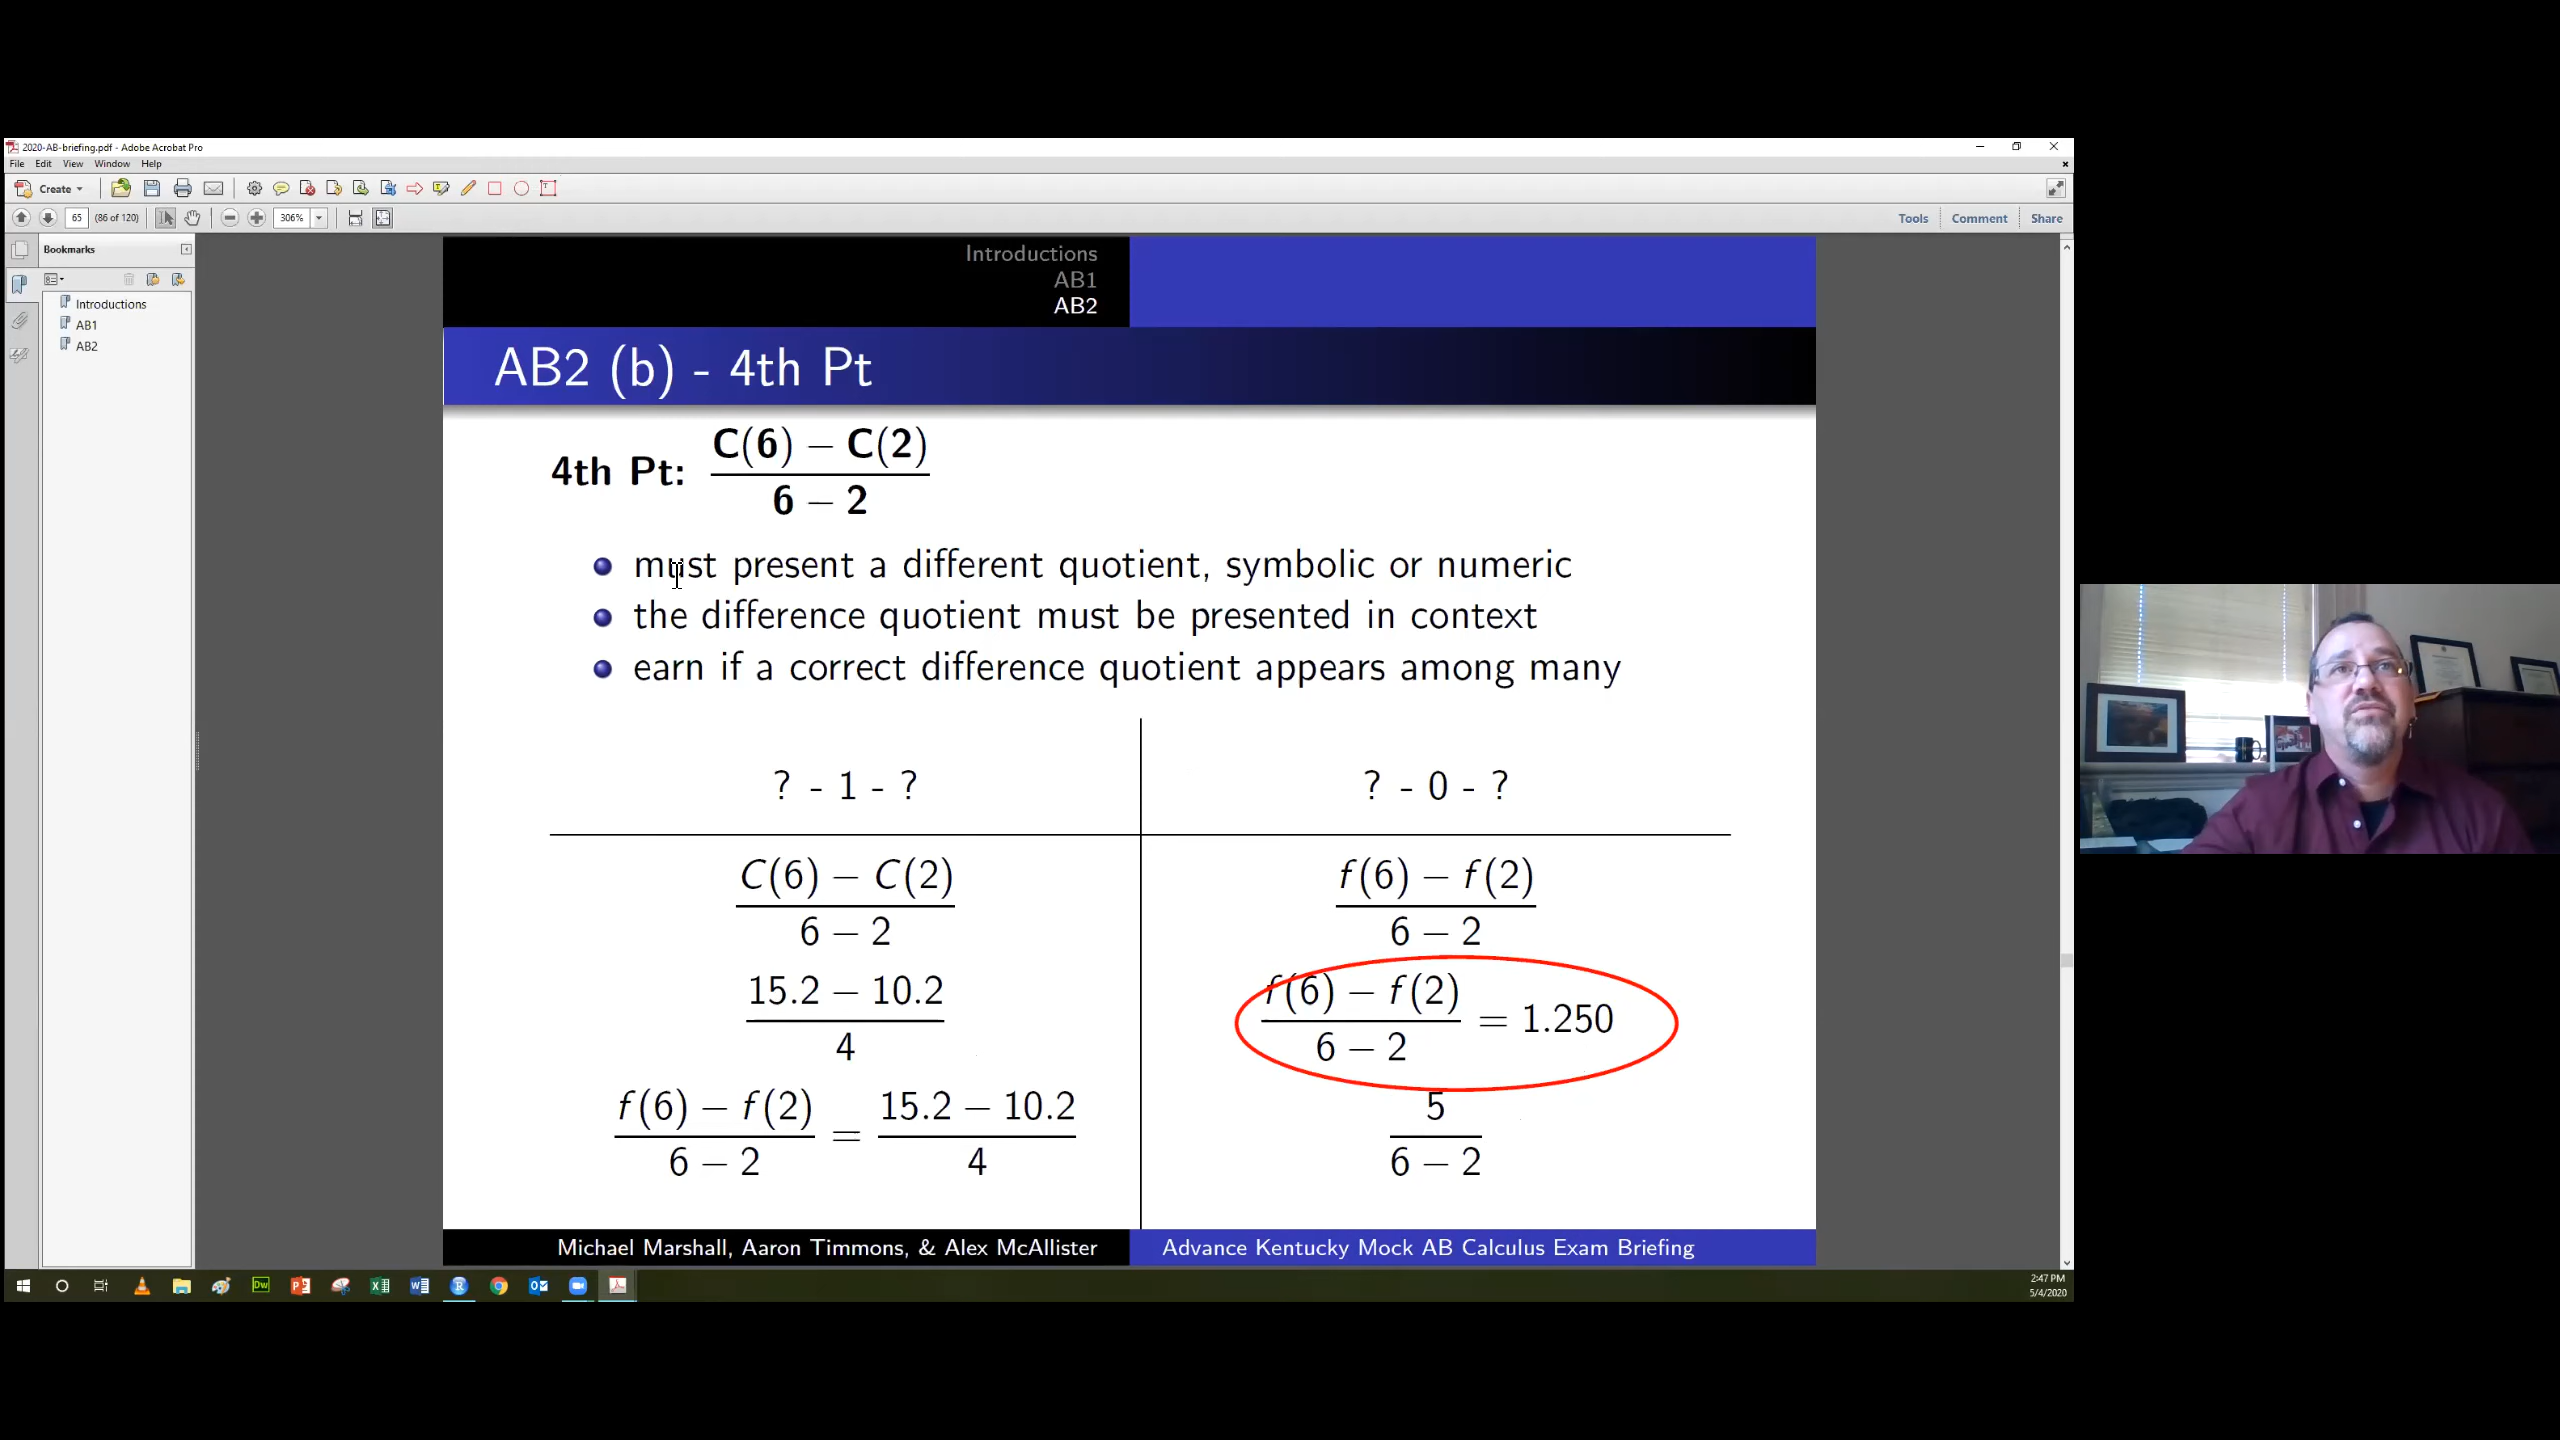 2020-AB-briefing.pdf - Adobe Acrobat Pro
File Edit View Window Help
Create
65 (86 of 120) 306% Tools Comment Share
Bookmarks
Introductions
AB1
AB2
Introductions
AB1
AB2
AB2 (b) - 4th Pt
4th Pt: C(6) − C(2)
6 − 2
must present a different quotient, symbolic or numeric
the difference quotient must be presented in context
earn if a correct difference quotient appears among many
? - 1 - ? ? - 0 - ?
C(6) − C(2)
6 − 2
f(6) − f(2)
6 − 2
15.2 − 10.2
4
f(6) − f(2)
6 − 2
= 1.250
f(6) − f(2)
6 − 2
=
15.2 − 10.2
4
5
6 − 2
Michael Marshall, Aaron Timmons, & Alex McAllister Advance Kentucky Mock AB Calculus Exam Briefing
2:47 PM
5/4/2020